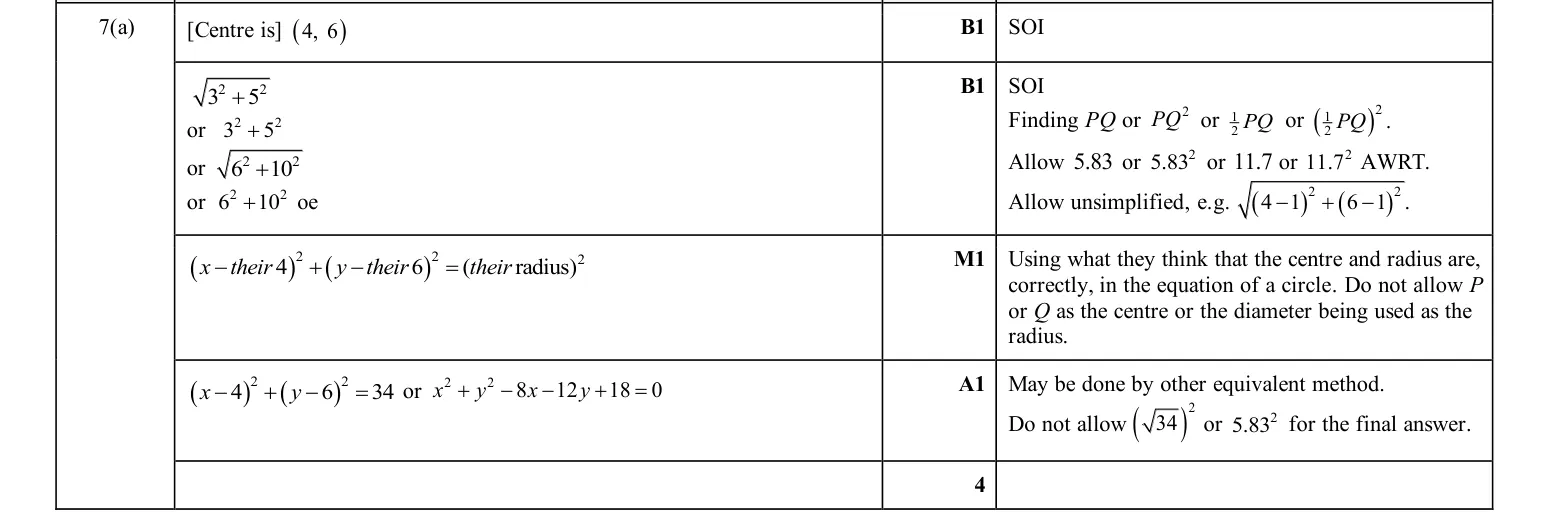 7(a) [Centre is] (4, 6) B1 SOI
√(3² + 5²) B1 SOI
or 3² + 5² Finding PQ or PQ² or ½PQ or (½PQ)².
or √(6² + 10²) Allow 5.83 or 5.83² or 11.7 or 11.7² AWRT.
or 6² + 10² oe Allow unsimplified, e.g. √((4−1)² + (6−1)²).
(x − their 4)² + (y − their 6)² = (their radius)² M1 Using what they think that the centre and radius are,
correctly, in the equation of a circle. Do not allow P
or Q as the centre or the diameter being used as the
radius.
(x − 4)² + (y − 6)² = 34 or x² + y² − 8x − 12y + 18 = 0 A1 May be done by other equivalent method.
Do not allow (√34)² or 5.83² for the final answer.
4